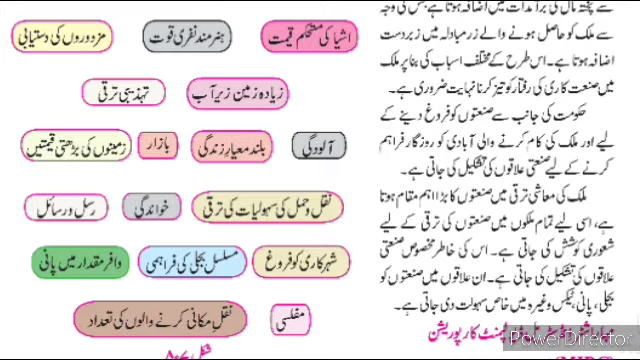 سے پختہ مال کی برآمدات میں اضافہ ہوتا ہے، جس کی وجہ
سے ملک کو حاصل ہونے والے زرِ مبادلہ میں زبردست
اضافہ ہوتا ہے۔ اس طرح کے مختلف اسباب کی بنا پر ملک
میں صنعت کاری کی رفتار کو تیز کرنا نہایت ضروری ہے۔
حکومت کی جانب سے صنعتوں کو فروغ دینے کے
لیے اور ملک کی کام کرنے والی آبادی کو روزگار فراہم
کرنے کے لیے صنعتی علاقوں کی تشکیل کی جاتی ہے۔
ملک کی معاشی ترقی میں صنعتوں کا بڑا اہم مقام ہوتا
ہے، اسی لیے تمام ملکوں میں صنعتوں کی ترقی کے لیے
شعوری کوشش کی جاتی ہے۔ اس کی خاطر مخصوص صنعتی
علاقوں کی تشکیل کی جاتی ہے۔ ان علاقوں میں صنعتوں کو
بجلی، پانی، ٹیکس وغیرہ میں خاص سہولت دی جاتی ہے۔
کارپوریشن
اشیا کی مستحکم قیمت
ہنرمند نفری قوت
مزدوروں کی دستیابی
زیادہ زمین زیرِ آب
تہذیبی ترقی
آلودگی
بلند معیارِ زندگی
بازار
زمینوں کی بڑھتی قیمتیں
نقل و حمل کی سہولیات کی ترقی
خواندگی
رسل و رسائل
شہرکاری کو فروغ
مسلسل بجلی کی فراہمی
وافر مقدار میں پانی
مفلسی
نقلِ مکانی کرنے والوں کی تعداد
PowerDirector